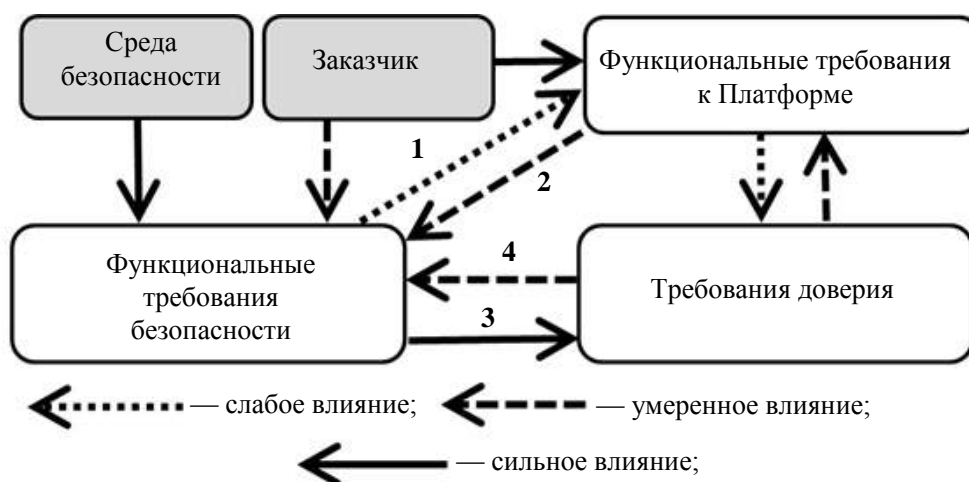 Среда
безопасности
Заказчик
Функциональные требования
к Платформе
1
2
Функциональные
требования
безопасности
4
3
Требования доверия
— слабое влияние;
— умеренное влияние;
— сильное влияние;